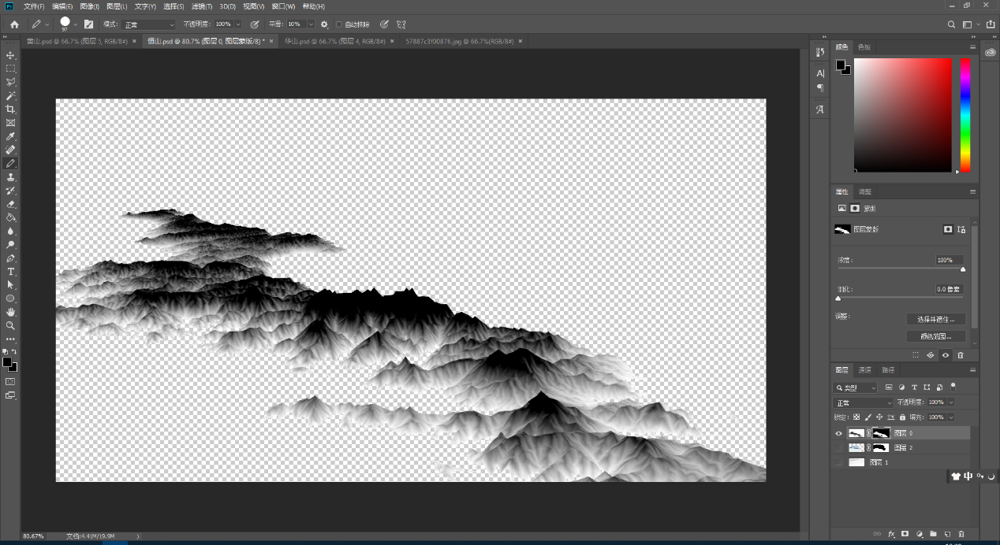 Ps 文件(F) 编辑(E) 图像(I) 图层(L) 文字(Y) 选择(S) 滤镜(T) 3D(D) 视图(V) 窗口(W) 帮助(H)
97 模式: 正常 不透明度: 100% 平滑: 10% 自动抹除
黄山.psd @ 66.7% (图层 5, RGB/8#) × 恒山.psd @ 80.7% (图层 0, 图层蒙版/8) * × 华山.psd @ 66.7% (图层 4, RGB/8#) × 57887c3f00876.jpg @ 66.7%(RGB/8#) ×
颜色 色板
属性 调整
蒙版
图层蒙版
浓度: 100%
羽化: 0.0 像素
调整: 选择并遮住...
颜色范围...
图层 通道 路径
类型
正常 不透明度: 100%
锁定: 填充: 100%
图层 0
图层 2
图层 1
中
80.67% 文档:4.41M/19.9M